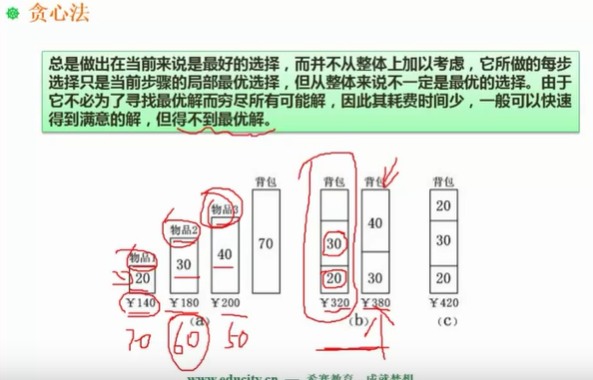 贪心法
总是做出在当前来说是最好的选择，而并不从整体上加以考虑，它所做的每步
选择只是当前步骤的局部最优选择，但从整体来说不一定是最优的选择。由于
它不必为了寻找最优解而穷尽所有可能解，因此其耗费时间少，一般可以快速
得到满意的解，但得不到最优解。
背包 背包 背包 背包
物品1 物品2 物品3
20 30 40 70
30 20
40 30
20 30 20
¥140 ¥180 ¥200 ¥320 ¥380 ¥420
(a) (b) (c)
70 60 50
www.educity.cn —— 希赛教育，成就梦想